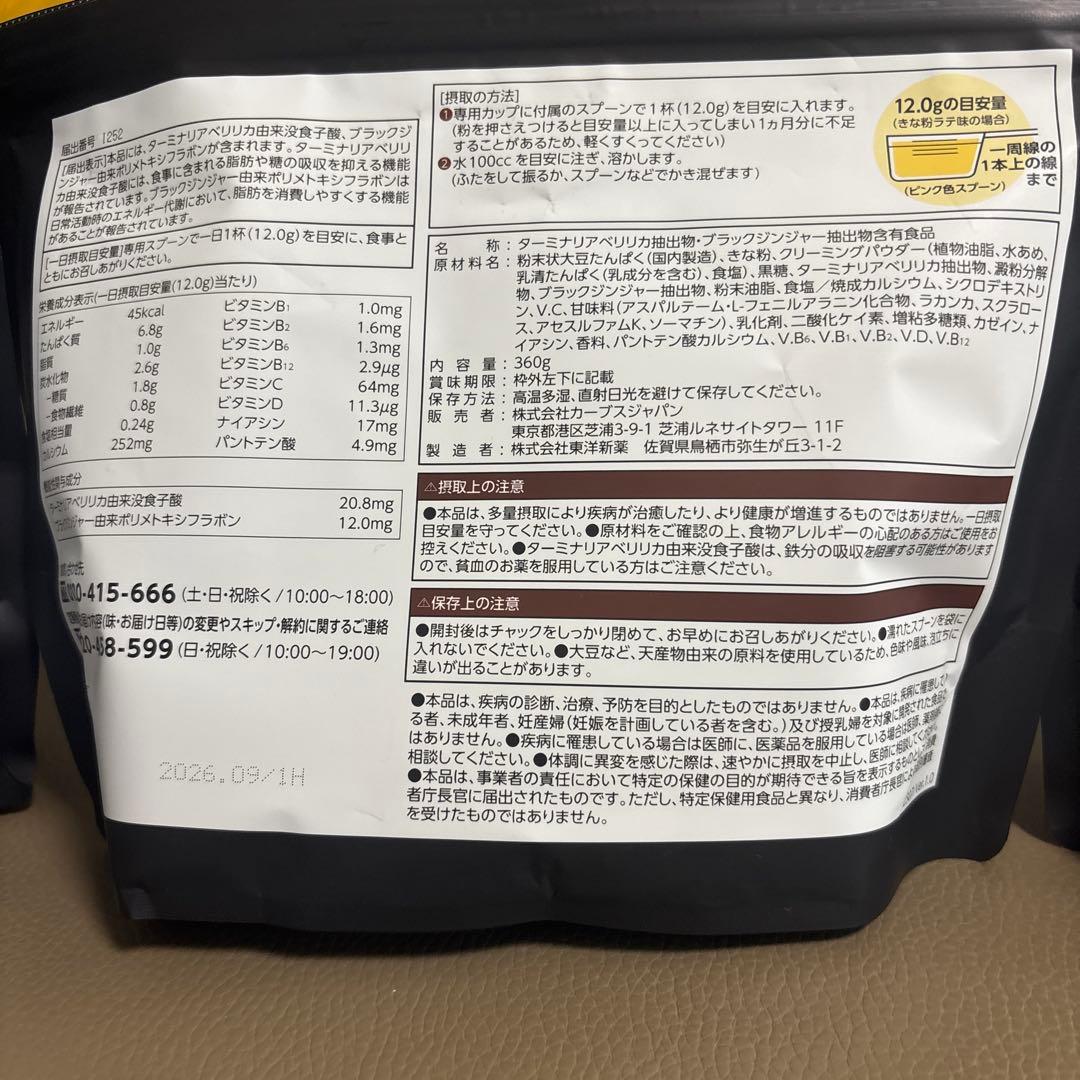 届出番号 I252
[届出表示]本品には、ターミナリアベリリカ由来没食子酸、ブラックジ
ンジャー由来ポリメトキシフラボンが含まれます。ターミナリアベリリ
カ由来没食子酸には、食事に含まれる脂肪や糖の吸収を抑える機能
が報告されています。ブラックジンジャー由来ポリメトキシフラボンは
日常活動時のエネルギー代謝において、脂肪を消費しやすくする機能
があることが報告されています。
[一日摂取目安量]専用スプーンで一日1杯(12.0g)を目安に、食事と
ともにお召しあがりください。
栄養成分表示(一日摂取目安量(12.0g)当たり)
エネルギー 45kcal ビタミンB1 1.0mg
たんぱく質 6.8g ビタミンB2 1.6mg
脂質 1.0g ビタミンB6 1.3mg
炭水化物 2.6g ビタミンB12 2.9μg
-糖質 1.8g ビタミンC 64mg
-食物繊維 0.8g ビタミンD 11.3μg
食塩相当量 0.24g ナイアシン 17mg
カルシウム 252mg パントテン酸 4.9mg
関与成分
ターミナリアベリリカ由来没食子酸 20.8mg
ブラックジンジャー由来ポリメトキシフラボン 12.0mg
-415-666 (土・日・祝除く/10:00〜18:00)
(味・お届け日等)の変更やスキップ・解約に関するご連絡
-599 (日・祝除く/10:00〜19:00)
2026.09/1H
[摂取の方法]
❶専用カップに付属のスプーンで1杯(12.0g)を目安に入れます。
(粉を押さえつけると目安量以上に入ってしまい1ヵ月分に不足
することがあるため、軽くすくってください)
❷水100ccを目安に注ぎ、溶かします。
(ふたをして振るか、スプーンなどでかき混ぜます)
12.0gの目安量
(きな粉ラテ味の場合)
一周線の
1本上の線
まで
(ピンク色スプーン)
名称:ターミナリアベリリカ抽出物・ブラックジンジャー抽出物含有食品
原材料名:粉末状大豆たんぱく(国内製造)、きな粉、クリーミングパウダー(植物油脂、水あめ、
乳清たんぱく(乳成分を含む)、食塩)、黒糖、ターミナリアベリリカ抽出物、澱粉分解
物、ブラックジンジャー抽出物、粉末油脂、食塩/焼成カルシウム、シクロデキストリ
ン、V.C、甘味料(アスパルテーム・L-フェニルアラニン化合物、ラカンカ、スクラロー
ス、アセスルファムK、ソーマチン)、乳化剤、二酸化ケイ素、増粘多糖類、カゼイン、ナ
イアシン、香料、パントテン酸カルシウム、V.B6、V.B1、V.B2、V.D、V.B12
内容量:360g
賞味期限:枠外左下に記載
保存方法:高温多湿、直射日光を避けて保存してください。
販売者:株式会社カーブスジャパン
東京都港区芝浦3-9-1 芝浦ルネサイトタワー 11F
製造者:株式会社東洋新薬 佐賀県鳥栖市弥生が丘3-1-2
⚠摂取上の注意
●本品は、多量摂取により疾病が治癒したり、より健康が増進するものではありません。一日摂取
目安量を守ってください。●原材料をご確認の上、食物アレルギーの心配のある方はご使用をお
控えください。●ターミナリアベリリカ由来没食子酸は、鉄分の吸収を阻害する可能性があります
ので、貧血のお薬を服用している方はご注意ください。
⚠保存上の注意
●開封後はチャックをしっかり閉めて、お早めにお召しあがりください。●濡れたスプーンを袋に
入れないでください。●大豆など、天産物由来の原料を使用しているため、色味や風味、泡立ちに
違いが出ることがあります。
●本品は、疾病の診断、治療、予防を目的としたものではありません。●本品は、疾病に罹患して
る者、未成年者、妊産婦(妊娠を計画している者を含む。)及び授乳婦を対象に開発された食品
はありません。●疾病に罹患している場合は医師に、医薬品を服用している場合は医師、
相談してください。●体調に異変を感じた際は、速やかに摂取を中止し、医師に相談して
●本品は、事業者の責任において特定の保健の目的が期待できる旨を表示するものとして、
者庁長官に届出されたものです。ただし、特定保健用食品と異なり、消費者庁長官による
を受けたものではありません。